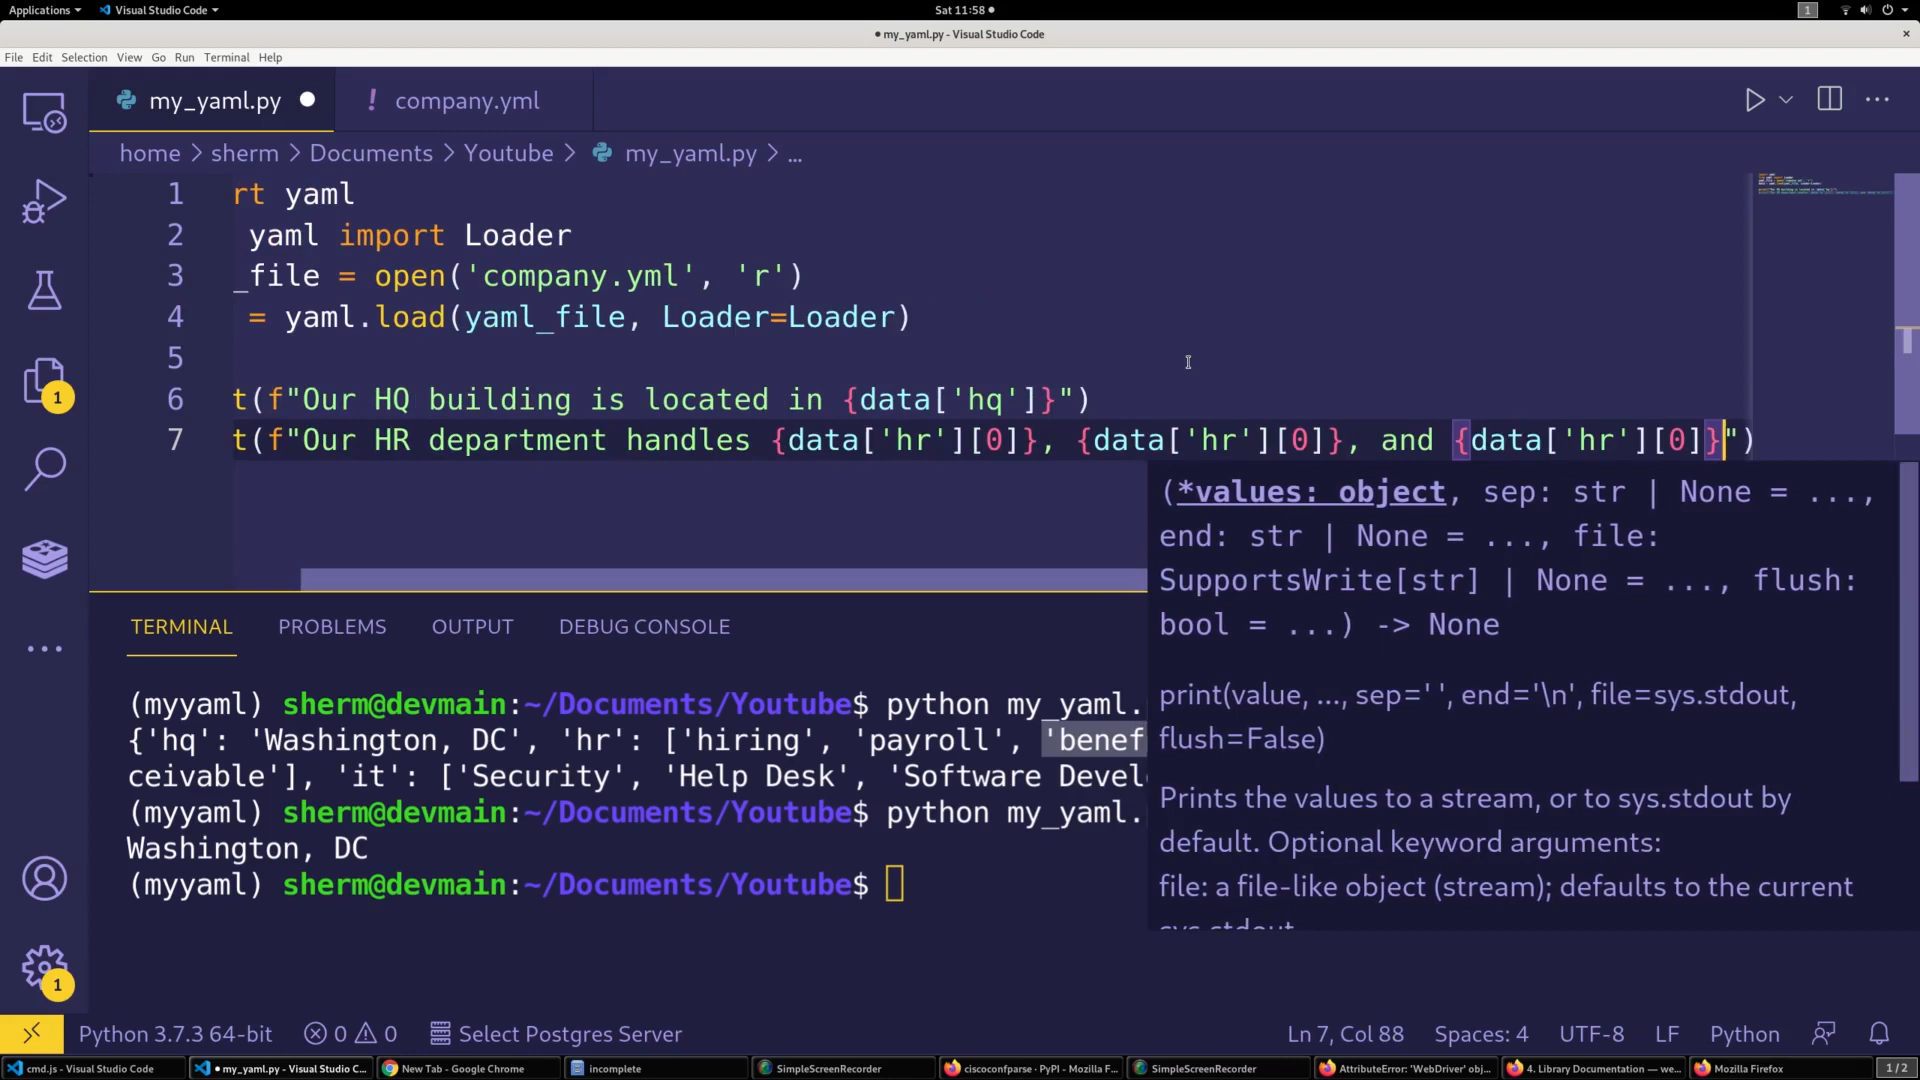 Applications
Visual Studio Code
Sat 11:58
1
● my_yaml.py - Visual Studio Code
File Edit Selection View Go Run Terminal Help
my_yaml.py
! company.yml
home > sherm > Documents > Youtube > my_yaml.py > ...
1 rt yaml
2 yaml import Loader
3 _file = open('company.yml', 'r')
4 = yaml.load(yaml_file, Loader=Loader)
5
6 t(f"Our HQ building is located in {data['hq']}")
7 t(f"Our HR department handles {data['hr'][0]}, {data['hr'][0]}, and {data['hr'][0]}")
(*values: object, sep: str | None = ...,
end: str | None = ..., file:
SupportsWrite[str] | None = ..., flush:
bool = ...) -> None
print(value, ..., sep=' ', end='\n', file=sys.stdout,
flush=False)
Prints the values to a stream, or to sys.stdout by
default. Optional keyword arguments:
file: a file-like object (stream); defaults to the current
sys.stdout.
1
TERMINAL PROBLEMS OUTPUT DEBUG CONSOLE
(myyaml) sherm@devmain:~/Documents/Youtube$ python my_yaml.
{'hq': 'Washington, DC', 'hr': ['hiring', 'payroll', 'benef
ceivable'], 'it': ['Security', 'Help Desk', 'Software Devel
(myyaml) sherm@devmain:~/Documents/Youtube$ python my_yaml.
Washington, DC
(myyaml) sherm@devmain:~/Documents/Youtube$
1
Python 3.7.3 64-bit 0 0 Select Postgres Server Ln 7, Col 88 Spaces: 4 UTF-8 LF Python
cmd.js - Visual Studio Code
● my_yaml.py - Visual Studio C...
New Tab - Google Chrome
incomplete
SimpleScreenRecorder
ciscoconfparse · PyPI - Mozilla F...
SimpleScreenRecorder
AttributeError: 'WebDriver' obj...
4. Library Documentation — we...
Mozilla Firefox
1 / 2